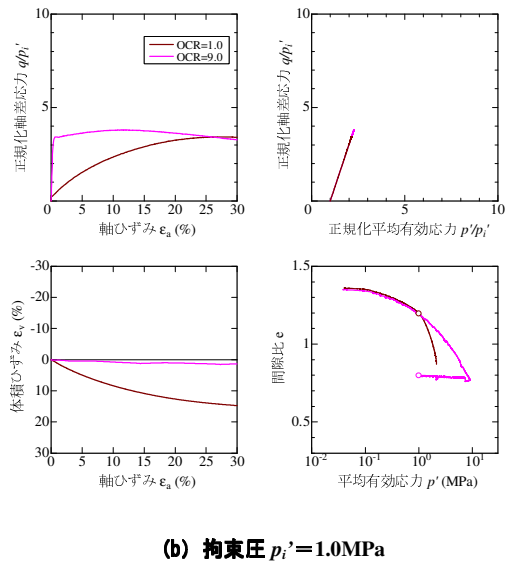 10
5
0
0 5 10 15 20 25 30
正規化軸差応力 q/pi'
軸ひずみ εa (%)
OCR=1.0
OCR=9.0
10
5
0 5 10
正規化軸差応力 q/pi'
正規化平均有効応力 p'/pi'
-30
-20
-10
0
10
20
30
0 5 10 15 20 25 30
体積ひずみ εv (%)
軸ひずみ εa (%)
1.5
1
0.5
10-2 10-1 100 101
間隙比 e
平均有効応力 p' (MPa)
(b) 拘束圧 pi'＝1.0MPa